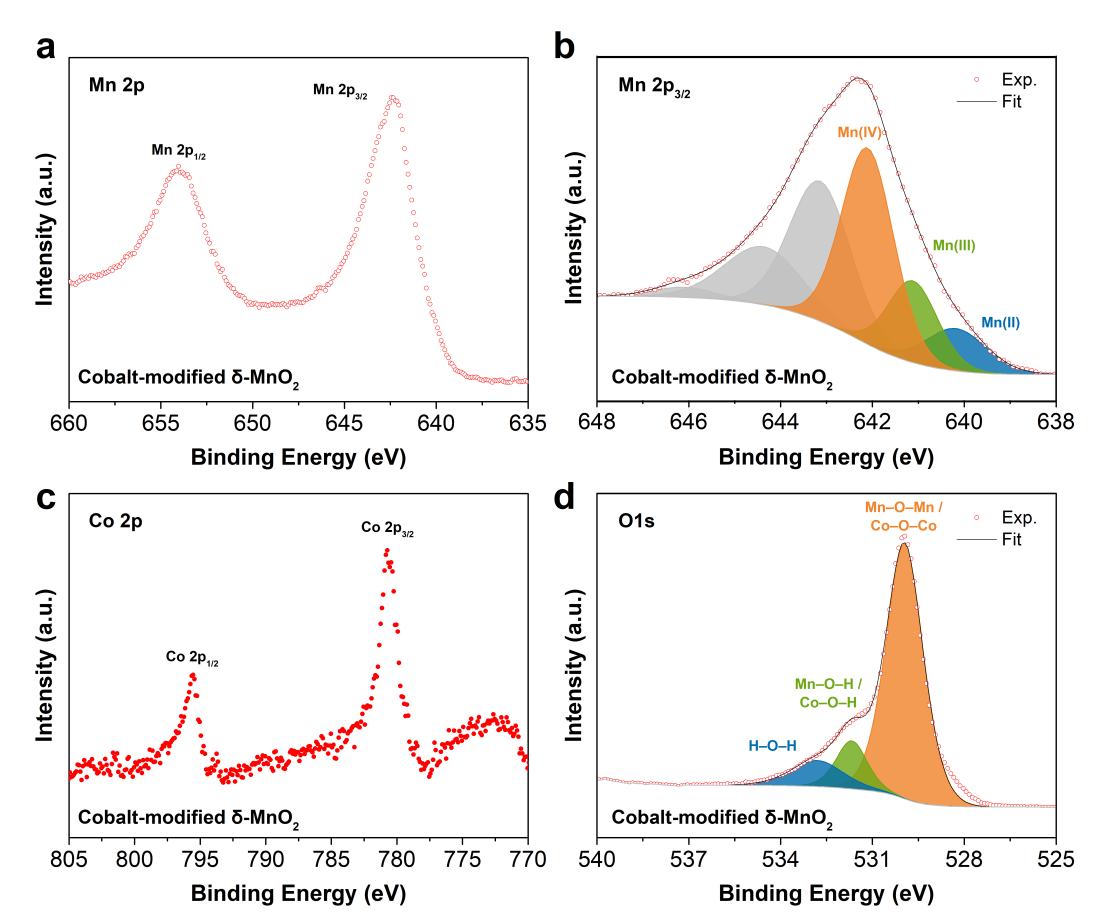 a
Mn 2p
Mn 2p1/2
Mn 2p3/2
Cobalt-modified δ-MnO2
Intensity (a.u.)
660 655 650 645 640 635
Binding Energy (eV)
b
Mn 2p3/2
Exp.
Fit
Mn(IV)
Mn(III)
Mn(II)
Cobalt-modified δ-MnO2
Intensity (a.u.)
648 646 644 642 640 638
Binding Energy (eV)
c
Co 2p
Co 2p3/2
Co 2p1/2
Cobalt-modified δ-MnO2
Intensity (a.u.)
805 800 795 790 785 780 775 770
Binding Energy (eV)
d
O1s
Mn–O–Mn /
Co–O–Co
Exp.
Fit
Mn–O–H /
Co–O–H
H–O–H
Cobalt-modified δ-MnO2
Intensity (a.u.)
540 537 534 531 528 525
Binding Energy (eV)